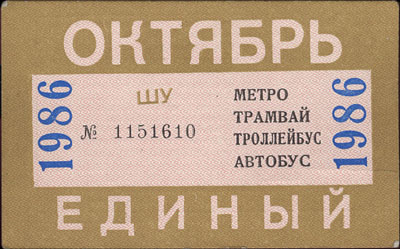 ОКТЯБРЬ
1986
ШУ
№ 1151610
МЕТРО
ТРАМВАЙ
ТРОЛЛЕЙБУС
АВТОБУС
1986
ЕДИНЫЙ